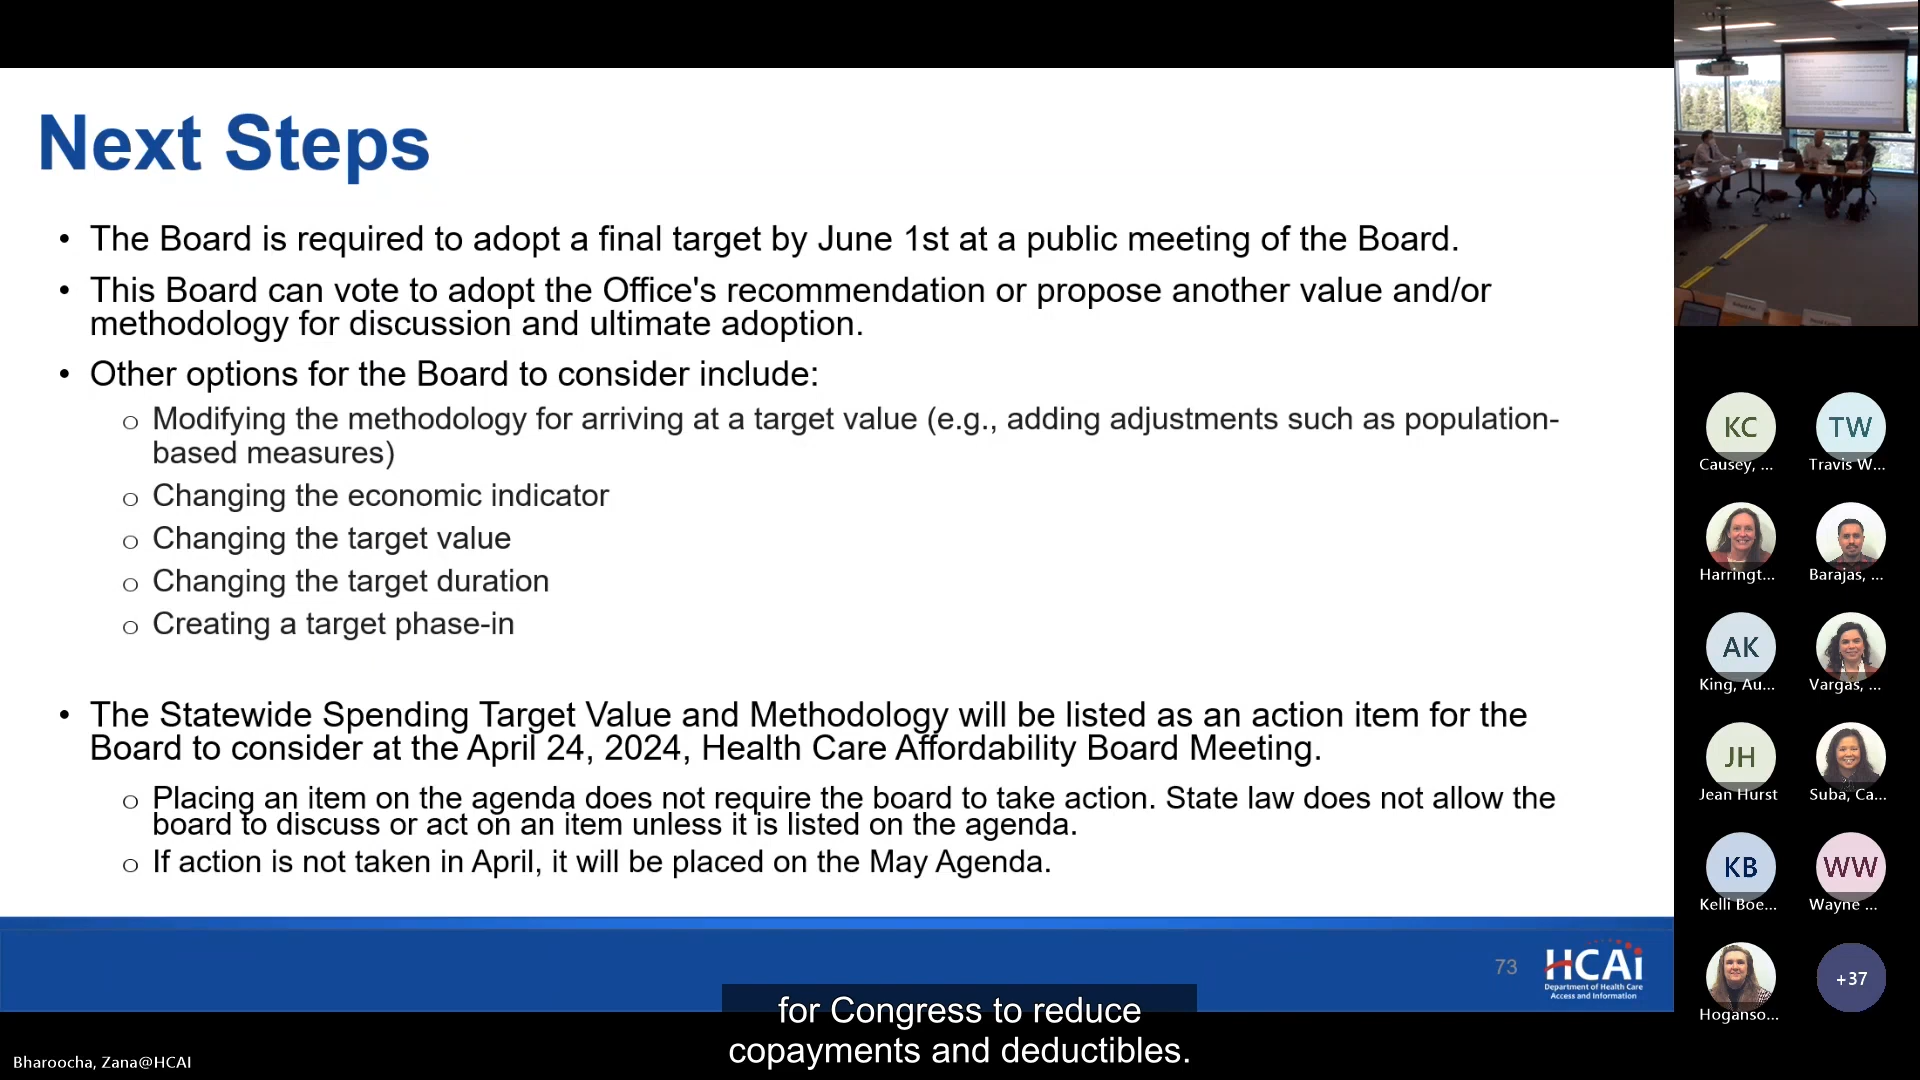 Next Steps
• The Board is required to adopt a final target by June 1st at a public meeting of the Board.
• This Board can vote to adopt the Office's recommendation or propose another value and/or
methodology for discussion and ultimate adoption.
• Other options for the Board to consider include:
o Modifying the methodology for arriving at a target value (e.g., adding adjustments such as population-
based measures)
o Changing the economic indicator
o Changing the target value
o Changing the target duration
o Creating a target phase-in
• The Statewide Spending Target Value and Methodology will be listed as an action item for the
Board to consider at the April 24, 2024, Health Care Affordability Board Meeting.
o Placing an item on the agenda does not require the board to take action. State law does not allow the
board to discuss or act on an item unless it is listed on the agenda.
o If action is not taken in April, it will be placed on the May Agenda.
73
HCAi
Department of Health Care
Access and Information
for Congress to reduce
copayments and deductibles.
Bharoocha, Zana@HCAI
Next Steps
KC
Causey, ...
TW
Travis W...
Harringt...
Barajas, ...
AK
King, Au...
Vargas, ...
JH
Jean Hurst
Suba, Ca...
KB
Kelli Boe...
WW
Wayne ...
Hoganso...
+37